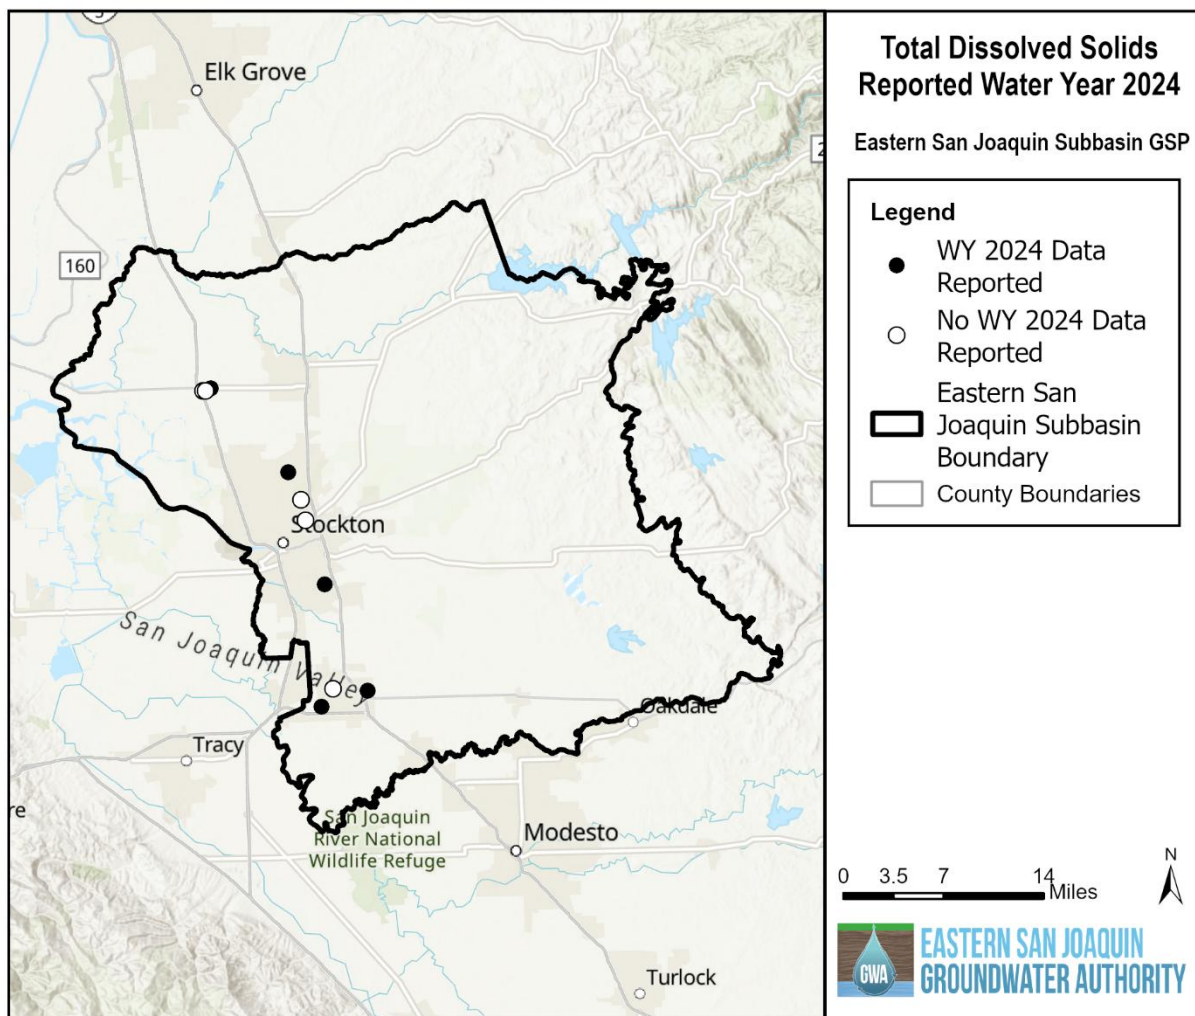 Elk Grove
160
Stockton
San Joaquin Valley
Oakdale
Tracy
re
San Joaquin
River National
Wildlife Refuge
Modesto
Turlock
Total Dissolved Solids
Reported Water Year 2024
Eastern San Joaquin Subbasin GSP
Legend
WY 2024 Data
Reported
No WY 2024 Data
Reported
Eastern San
Joaquin Subbasin
Boundary
County Boundaries
0 3.5 7 14
Miles
N
GWA
EASTERN SAN JOAQUIN
GROUNDWATER AUTHORITY